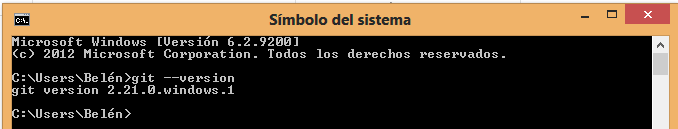 Símbolo del sistema
Microsoft Windows [Versión 6.2.9200]
(c) 2012 Microsoft Corporation. Todos los derechos reservados.
C:\Users\Belén>git --version
git version 2.21.0.windows.1
C:\Users\Belén>